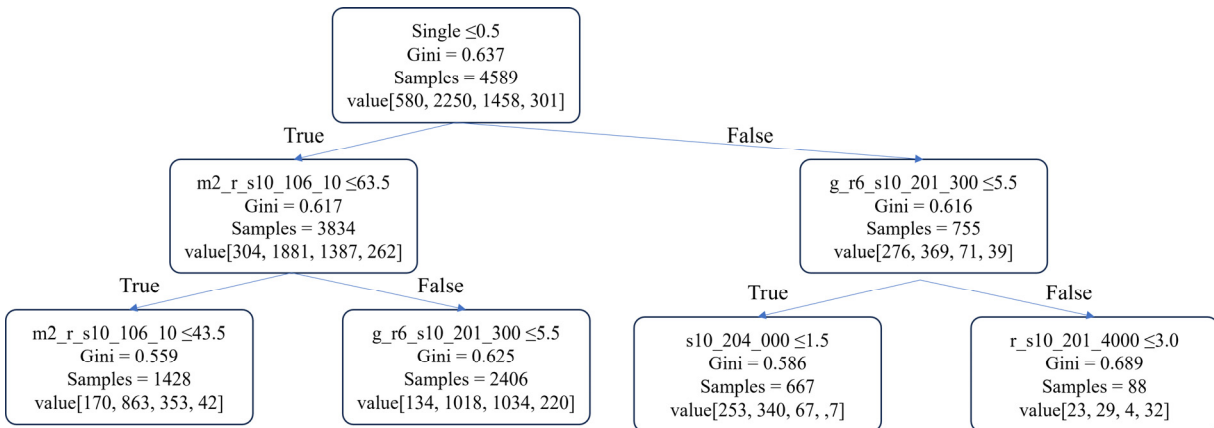 Single ≤0.5
Gini = 0.637
Samples = 4589
value[580, 2250, 1458, 301]
True
False
m2_r_s10_106_10 ≤63.5
Gini = 0.617
Samples = 3834
value[304, 1881, 1387, 262]
g_r6_s10_201_300 ≤5.5
Gini = 0.616
Samples = 755
value[276, 369, 71, 39]
True
False
True
False
m2_r_s10_106_10 ≤43.5
Gini = 0.559
Samples = 1428
value[170, 863, 353, 42]
g_r6_s10_201_300 ≤5.5
Gini = 0.625
Samples = 2406
value[134, 1018, 1034, 220]
s10_204_000 ≤1.5
Gini = 0.586
Samples = 667
value[253, 340, 67, ,7]
r_s10_201_4000 ≤3.0
Gini = 0.689
Samples = 88
value[23, 29, 4, 32]